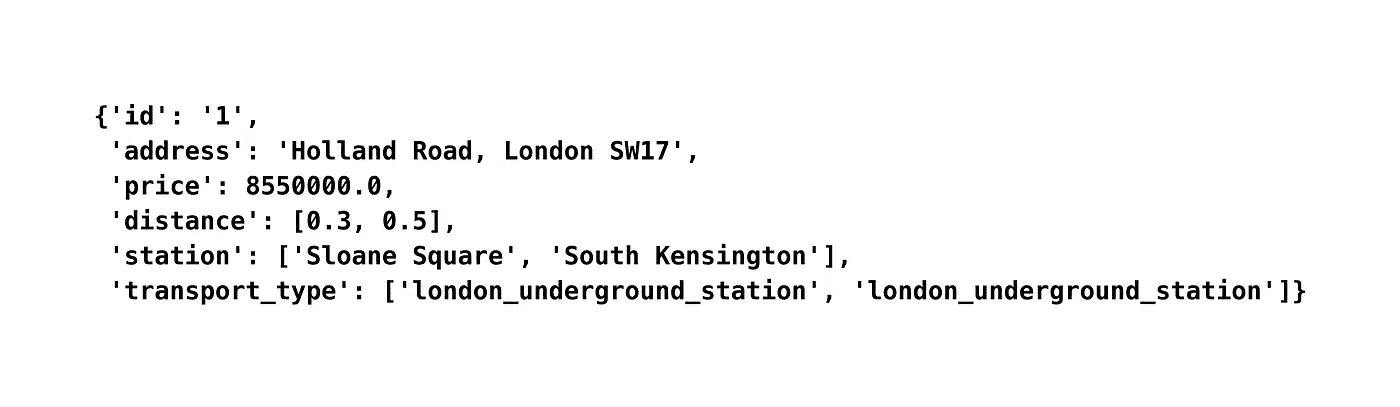 {'id': '1',
'address': 'Holland Road, London SW17',
'price': 8550000.0,
'distance': [0.3, 0.5],
'station': ['Sloane Square', 'South Kensington'],
'transport_type': ['london_underground_station', 'london_underground_station']}